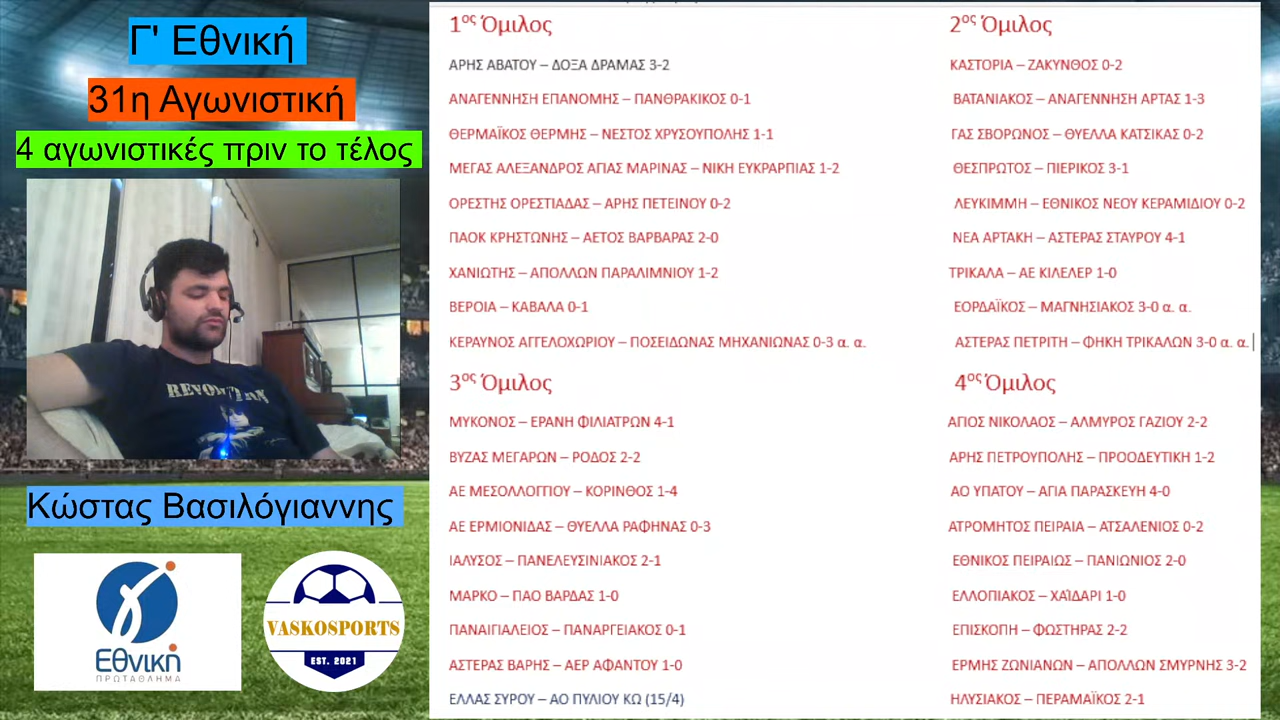 Γ' Εθνική
31η Αγωνιστική
4 αγωνιστικές πριν το τέλος
REVOLUTION
Κώστας Βασιλόγιαννης
Εθνική
ΠΡΩΤΑΘΛΗΜΑ
VASKOSPORTS
EST. 2021
1ος Όμιλος
ΑΡΗΣ ΑΒΑΤΟΥ – ΔΟΞΑ ΔΡΑΜΑΣ 3-2
ΑΝΑΓΕΝΝΗΣΗ ΕΠΑΝΟΜΗΣ – ΠΑΝΘΡΑΚΙΚΟΣ 0-1
ΘΕΡΜΑΪΚΟΣ ΘΕΡΜΗΣ – ΝΕΣΤΟΣ ΧΡΥΣΟΥΠΟΛΗΣ 1-1
ΜΕΓΑΣ ΑΛΕΞΑΝΔΡΟΣ ΑΓΙΑΣ ΜΑΡΙΝΑΣ – ΝΙΚΗ ΕΥΚΡΑΡΠΙΑΣ 1-2
ΟΡΕΣΤΗΣ ΟΡΕΣΤΙΑΔΑΣ – ΑΡΗΣ ΠΕΤΕΙΝΟΥ 0-2
ΠΑΟΚ ΚΡΗΣΤΩΝΗΣ – ΑΕΤΟΣ ΒΑΡΒΑΡΑΣ 2-0
ΧΑΝΙΩΤΗΣ – ΑΠΟΛΛΩΝ ΠΑΡΑΛΙΜΝΙΟΥ 1-2
ΒΕΡΟΙΑ – ΚΑΒΑΛΑ 0-1
ΚΕΡΑΥΝΟΣ ΑΓΓΕΛΟΧΩΡΙΟΥ – ΠΟΣΕΙΔΩΝΑΣ ΜΗΧΑΝΙΩΝΑΣ 0-3 α. α.
2ος Όμιλος
ΚΑΣΤΟΡΙΑ – ΖΑΚΥΝΘΟΣ 0-2
ΒΑΤΑΝΙΑΚΟΣ – ΑΝΑΓΕΝΝΗΣΗ ΑΡΤΑΣ 1-3
ΓΑΣ ΣΒΟΡΩΝΟΣ – ΘΥΕΛΛΑ ΚΑΤΣΙΚΑΣ 0-2
ΘΕΣΠΡΩΤΟΣ – ΠΙΕΡΙΚΟΣ 3-1
ΛΕΥΚΙΜΜΗ – ΕΘΝΙΚΟΣ ΝΕΟΥ ΚΕΡΑΜΙΔΙΟΥ 0-2
ΝΕΑ ΑΡΤΑΚΗ – ΑΣΤΕΡΑΣ ΣΤΑΥΡΟΥ 4-1
ΤΡΙΚΑΛΑ – ΑΕ ΚΙΛΕΛΕΡ 1-0
ΕΟΡΔΑΪΚΟΣ – ΜΑΓΝΗΣΙΑΚΟΣ 3-0 α. α.
ΑΣΤΕΡΑΣ ΠΕΤΡΙΤΗ – ΦΗΚΗ ΤΡΙΚΑΛΩΝ 3-0 α. α.
3ος Όμιλος
ΜΥΚΟΝΟΣ – ΕΡΑΝΗ ΦΙΛΙΑΤΡΩΝ 4-1
ΒΥΖΑΣ ΜΕΓΑΡΩΝ – ΡΟΔΟΣ 2-2
ΑΕ ΜΕΣΟΛΟΓΓΙΟΥ – ΚΟΡΙΝΘΟΣ 1-4
ΑΕ ΕΡΜΙΟΝΙΔΑΣ – ΘΥΕΛΛΑ ΡΑΦΗΝΑΣ 0-3
ΙΑΛΥΣΟΣ – ΠΑΝΕΛΕΥΣΙΝΙΑΚΟΣ 2-1
ΜΑΡΚΟ – ΠΑΟ ΒΑΡΔΑΣ 1-0
ΠΑΝΑΙΓΙΑΛΕΙΟΣ – ΠΑΝΑΡΓΕΙΑΚΟΣ 0-1
ΑΣΤΕΡΑΣ ΒΑΡΗΣ – ΑΕΡ ΑΦΑΝΤΟΥ 1-0
ΕΛΛΑΣ ΣΥΡΟΥ – ΑΟ ΠΥΛΙΟΥ ΚΩ (15/4)
4ος Όμιλος
ΑΓΙΟΣ ΝΙΚΟΛΑΟΣ – ΑΛΜΥΡΟΣ ΓΑΖΙΟΥ 2-2
ΑΡΗΣ ΠΕΤΡΟΥΠΟΛΗΣ – ΠΡΟΟΔΕΥΤΙΚΗ 1-2
ΑΟ ΥΠΑΤΟΥ – ΑΓΙΑ ΠΑΡΑΣΚΕΥΗ 4-0
ΑΤΡΟΜΗΤΟΣ ΠΕΙΡΑΙΑ – ΑΤΣΑΛΕΝΙΟΣ 0-2
ΕΘΝΙΚΟΣ ΠΕΙΡΑΙΩΣ – ΠΑΝΙΩΝΙΟΣ 2-0
ΕΛΛΟΠΙΑΚΟΣ – ΧΑΪΔΑΡΙ 1-0
ΕΠΙΣΚΟΠΗ – ΦΩΣΤΗΡΑΣ 2-2
ΕΡΜΗΣ ΖΩΝΙΑΝΩΝ – ΑΠΟΛΛΩΝ ΣΜΥΡΝΗΣ 3-2
ΗΛΥΣΙΑΚΟΣ – ΠΕΡΑΜΑΪΚΟΣ 2-1